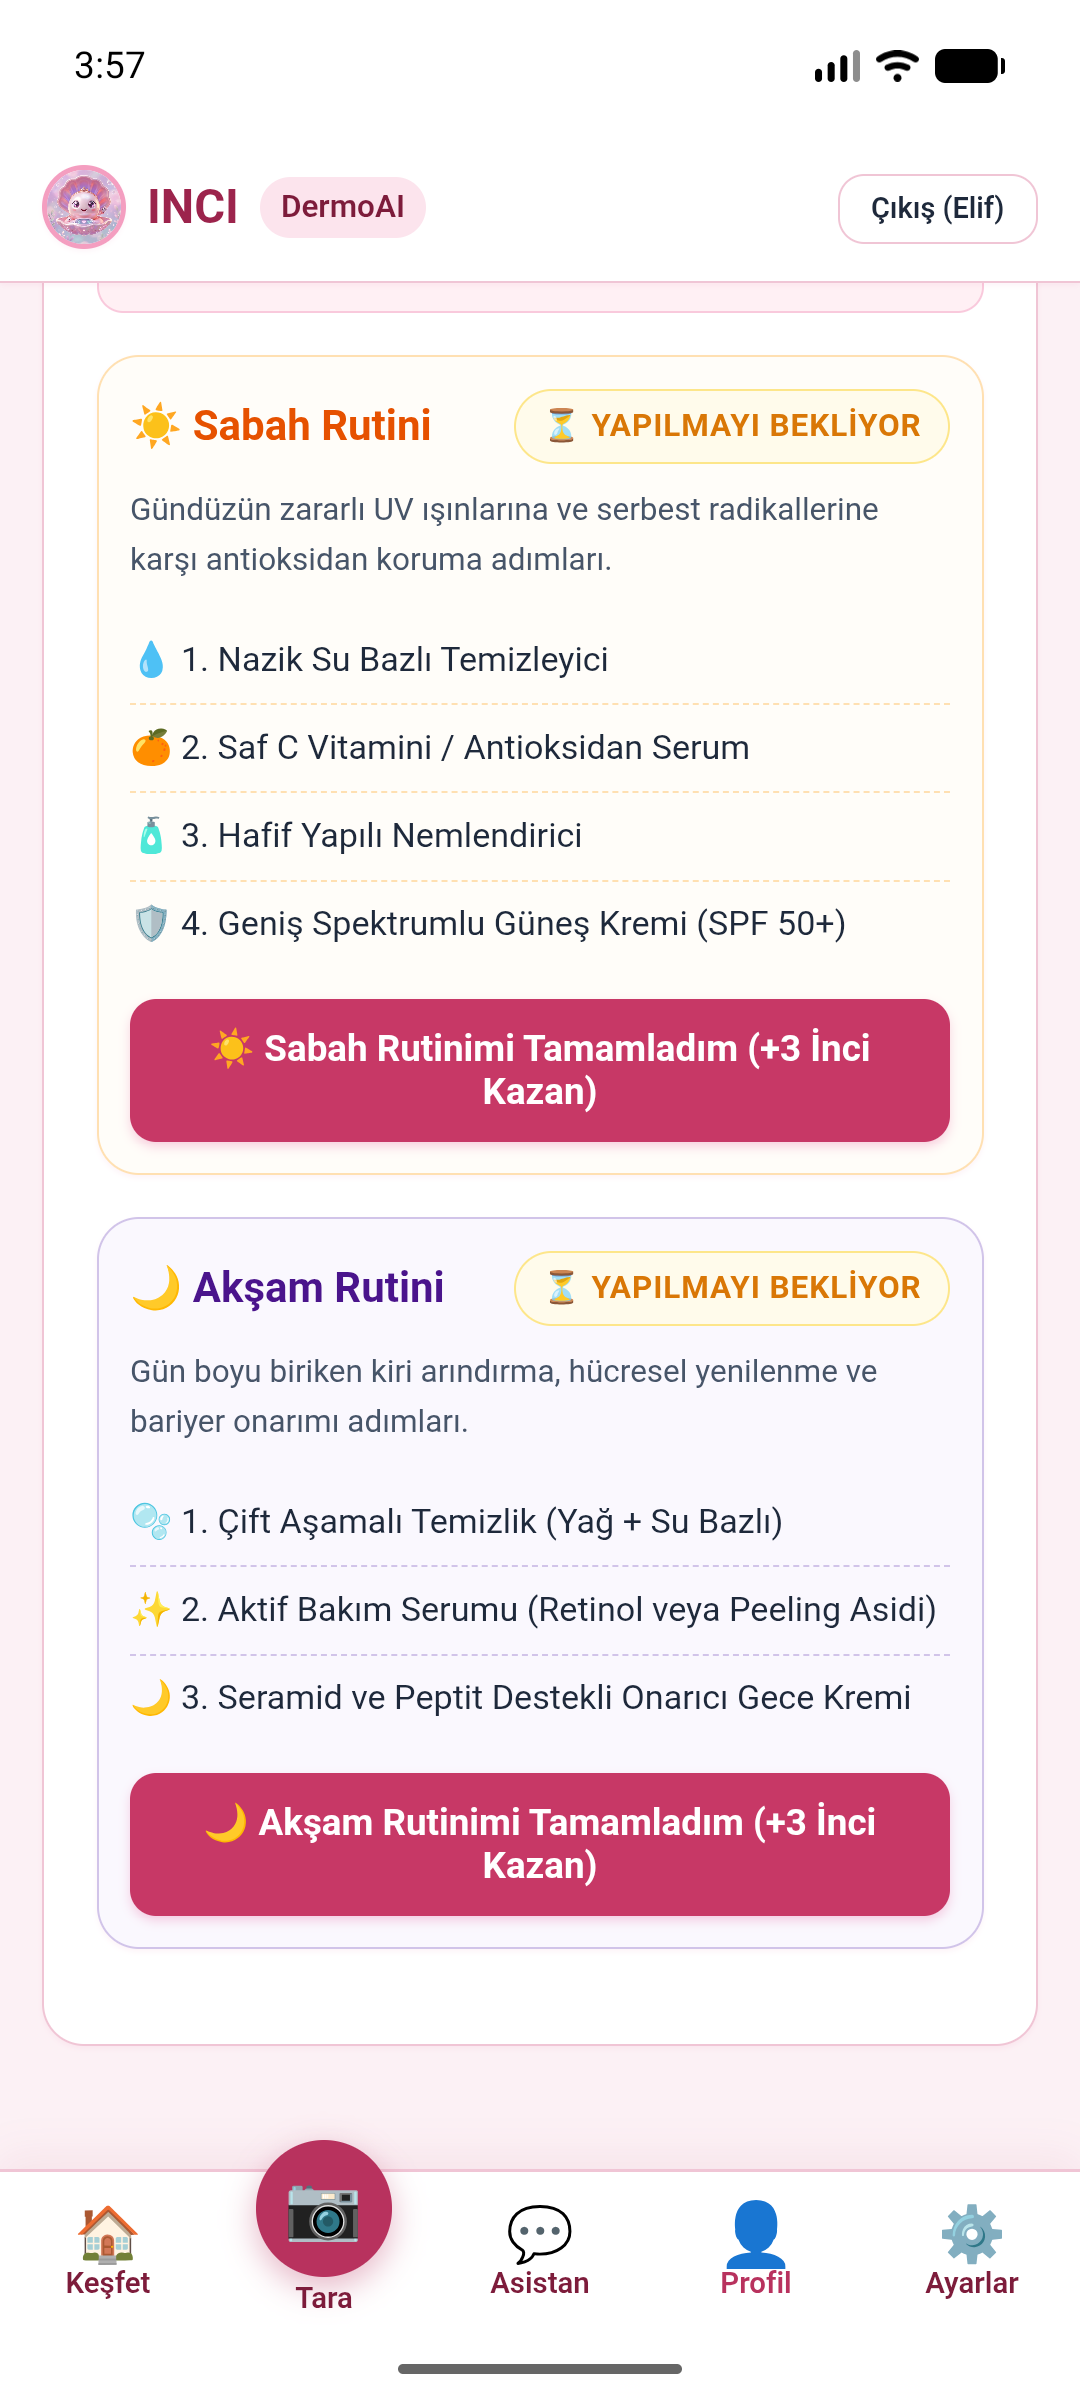 3:57
INCI
DermoAI
Çıkış (Elif)
☀️ Sabah Rutini
⏳ YAPILMAYI BEKLİYOR
Gündüzün zararlı UV ışınlarına ve serbest radikallerine
karşı antioksidan koruma adımları.
💧 1. Nazik Su Bazlı Temizleyici
🍊 2. Saf C Vitamini / Antioksidan Serum
🧴 3. Hafif Yapılı Nemlendirici
🛡️ 4. Geniş Spektrumlu Güneş Kremi (SPF 50+)
☀️ Sabah Rutinimi Tamamladım (+3 İnci
Kazan)
🌙 Akşam Rutini
⏳ YAPILMAYI BEKLİYOR
Gün boyu biriken kiri arındırma, hücresel yenilenme ve
bariyer onarımı adımları.
🫧 1. Çift Aşamalı Temizlik (Yağ + Su Bazlı)
✨ 2. Aktif Bakım Serumu (Retinol veya Peeling Asidi)
🌙 3. Seramid ve Peptit Destekli Onarıcı Gece Kremi
🌙 Akşam Rutinimi Tamamladım (+3 İnci
Kazan)
Keşfet
Tara
Asistan
Profil
Ayarlar